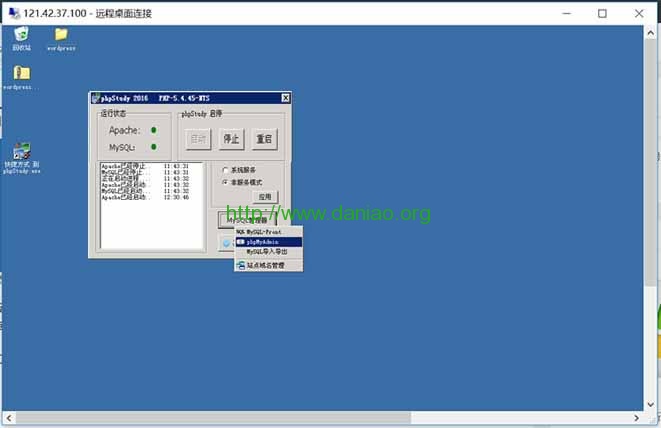 121.42.37.100 - 远程桌面连接
回收站
wordpress
wordpress...
快捷方式 到
phpStudy.exe
phpStudy 2016 PHP-5.4.45-NTS
运行状态
phpStudy 启停
Apache:
MySQL:
启动
停止
重启
Apache已经停止... 11:43:31
MySQL已经停止... 11:43:31
正在启动进程... 11:43:32
Apache已经启动... 11:43:32
MySQL已经启动... 11:43:32
Apache已经启动... 12:30:46
系统服务
非服务模式
应用
http://www.daniao.org
MySQL管理器
MySQL-Front
phpMyAdmin
MySQL导入导出
站点域名管理